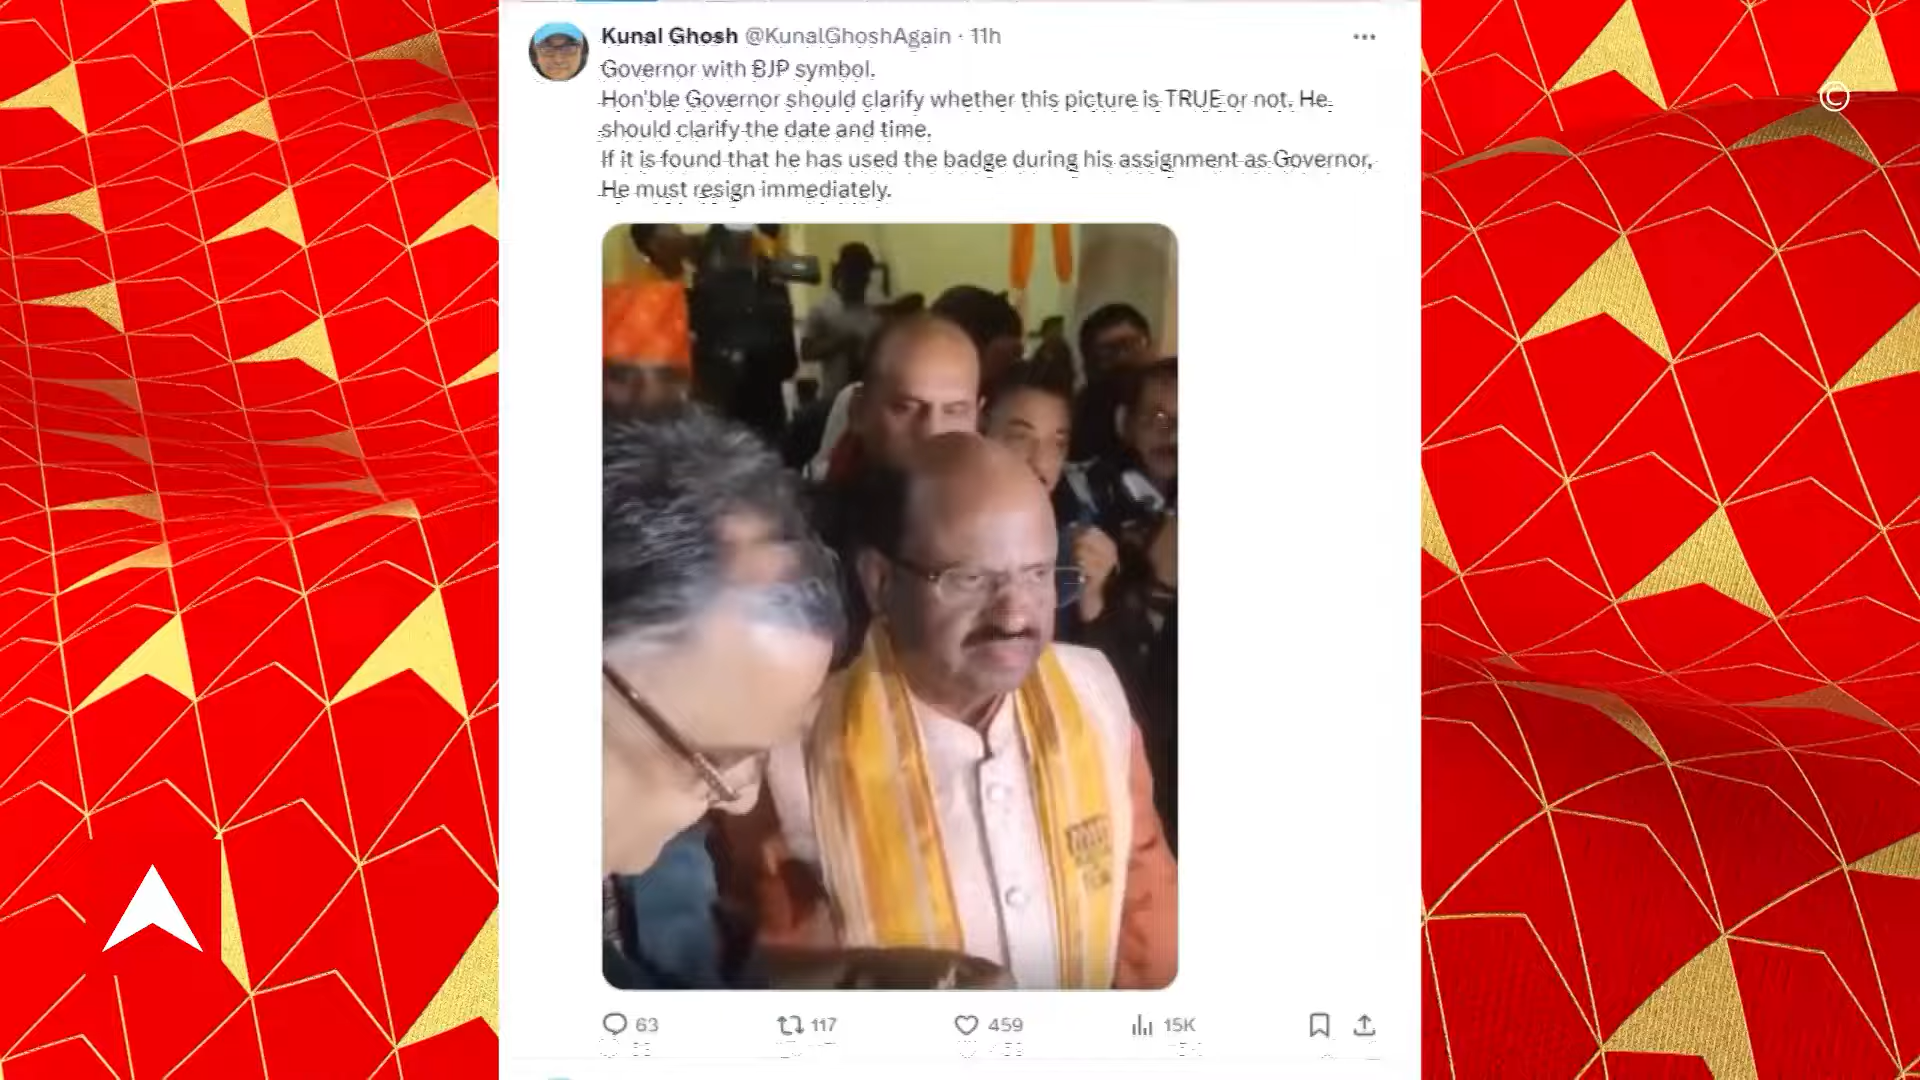 Kunal Ghosh @KunalGhoshAgain · 11h
Governor with BJP symbol.
Hon'ble Governor should clarify whether this picture is TRUE or not. He
should clarify the date and time.
If it is found that he has used the badge during his assignment as Governor,
He must resign immediately.
63 117 459 15K
©